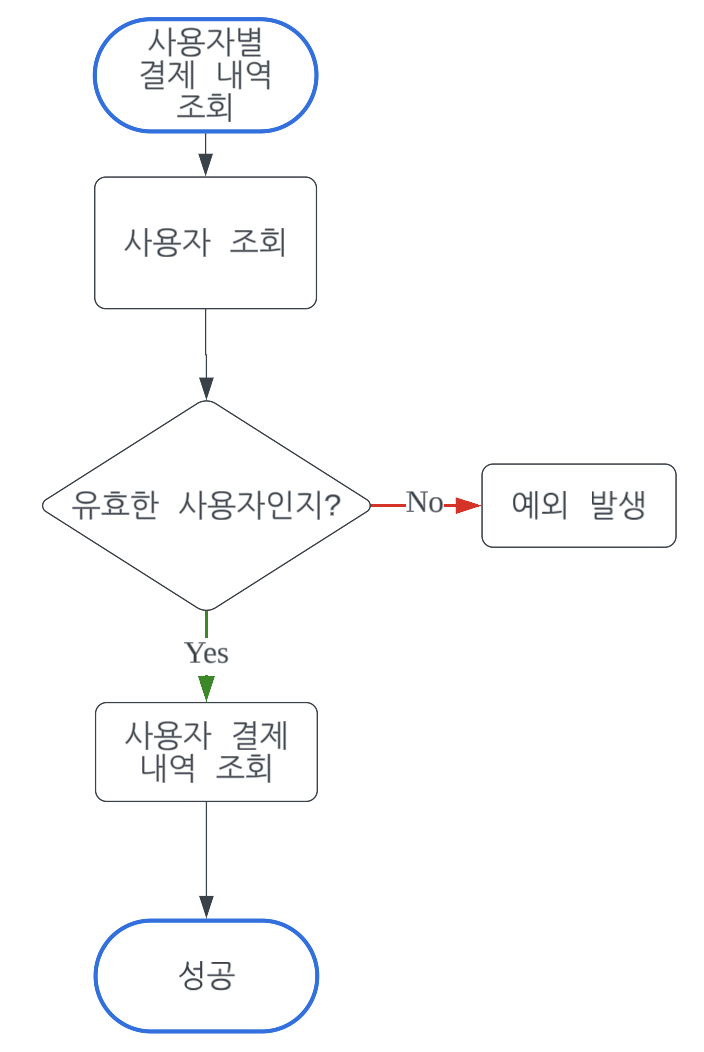 사용자별
결제 내역
조회
사용자 조회
유효한 사용자인지?
No
예외 발생
Yes
사용자 결제
내역 조회
성공